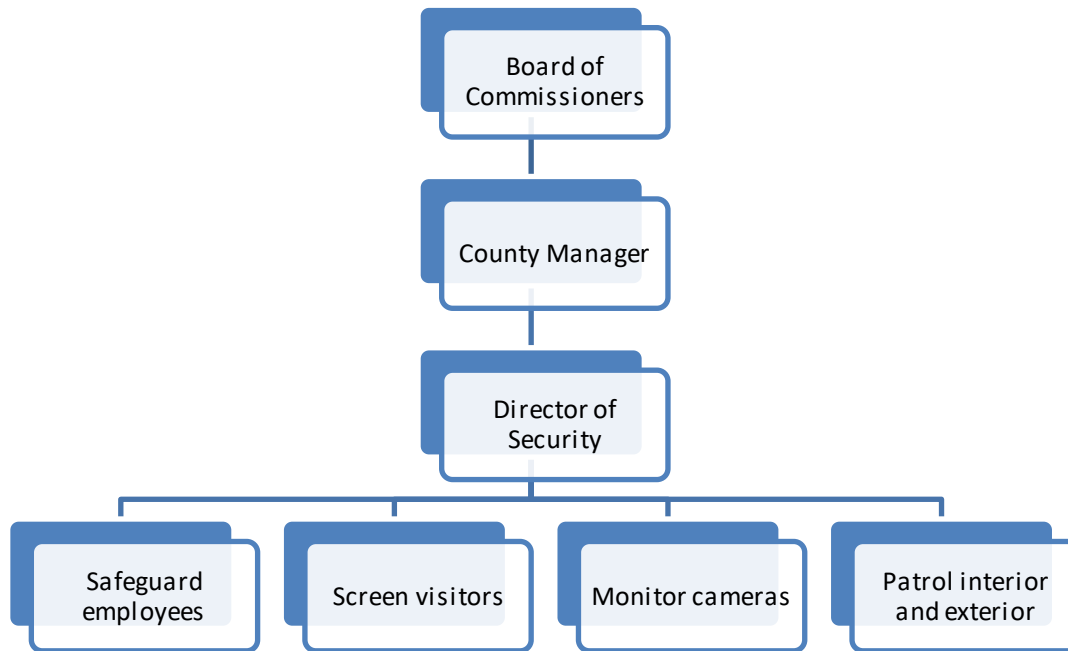 Board of
Commissioners
County Manager
Director of
Security
Safeguard
employees
Screen visitors
Monitor cameras
Patrol interior
and exterior